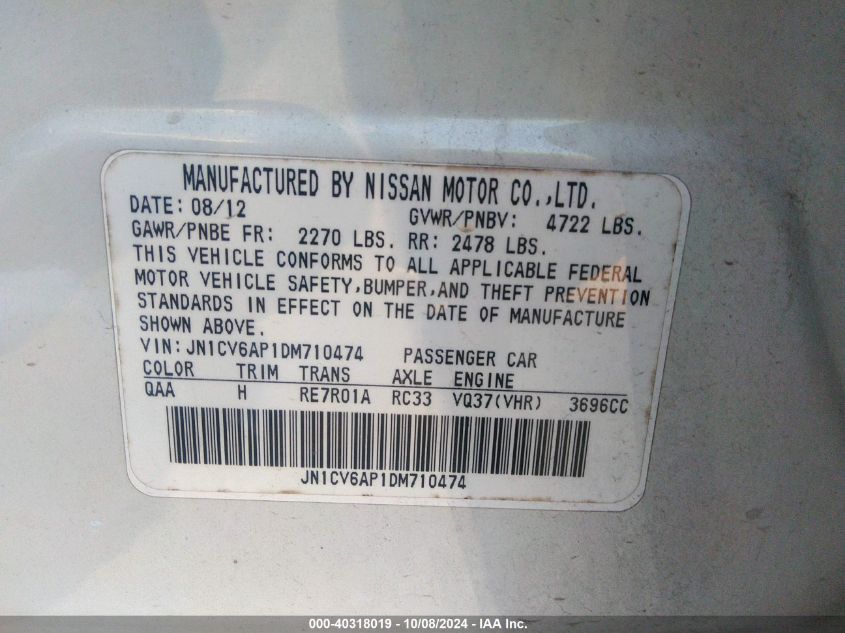 MANUFACTURED BY NISSAN MOTOR CO.,LTD.
DATE: 08/12 GVWR/PNBV: 4722 LBS.
GAWR/PNBE FR: 2270 LBS. RR: 2478 LBS.
THIS VEHICLE CONFORMS TO ALL APPLICABLE FEDERAL
MOTOR VEHICLE SAFETY,BUMPER,AND THEFT PREVENTION
STANDARDS IN EFFECT ON THE DATE OF MANUFACTURE
SHOWN ABOVE.
VIN:JN1CV6AP1DM710474 PASSENGER CAR
COLOR TRIM TRANS AXLE ENGINE
QAA H RE7R01A RC33 VQ37(VHR) 3696CC
JN1CV6AP1DM710474
000-40318019 - 10/08/2024 - IAA Inc.